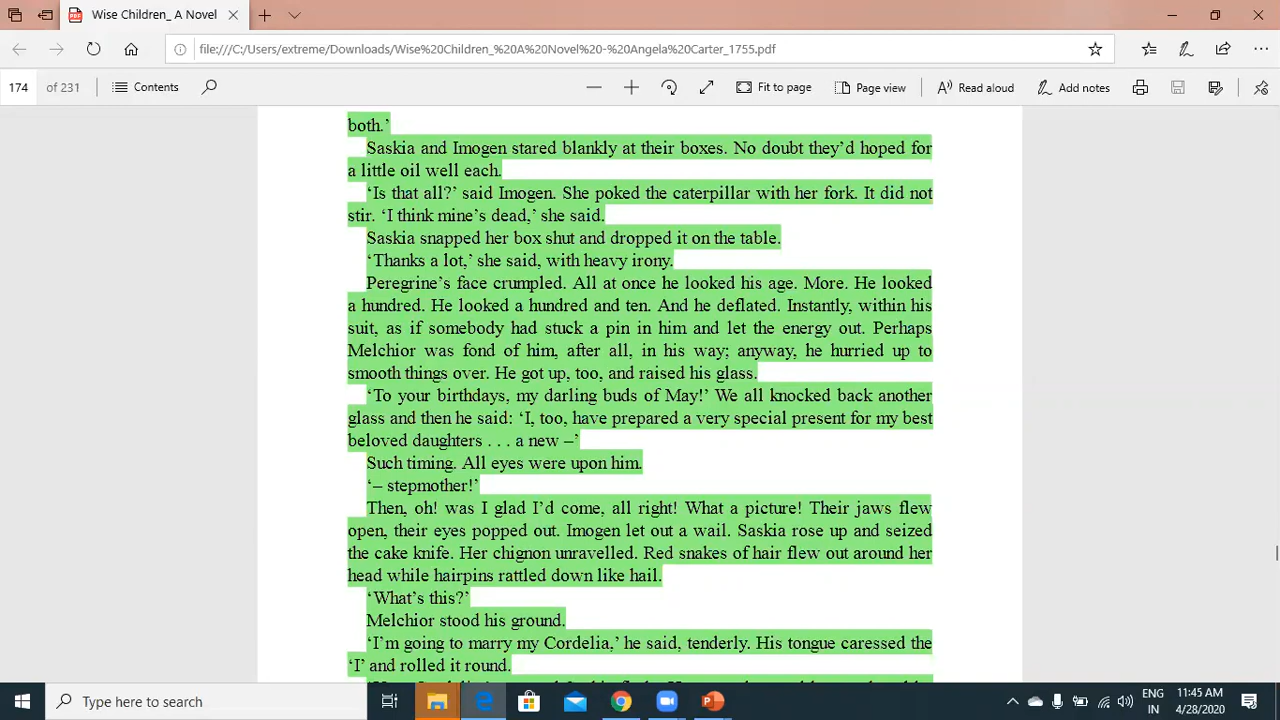 Wise Children_ A Novel
file:///C:/Users/extreme/Downloads/Wise%20Children_%20A%20Novel%20-%20Angela%20Carter_1755.pdf
174 of 231 Contents Fit to page Page view Read aloud Add notes
both.’
Saskia and Imogen stared blankly at their boxes. No doubt they’d hoped for
a little oil well each.
‘Is that all?’ said Imogen. She poked the caterpillar with her fork. It did not
stir. ‘I think mine’s dead,’ she said.
Saskia snapped her box shut and dropped it on the table.
‘Thanks a lot,’ she said, with heavy irony.
Peregrine’s face crumpled. All at once he looked his age. More. He looked
a hundred. He looked a hundred and ten. And he deflated. Instantly, within his
suit, as if somebody had stuck a pin in him and let the energy out. Perhaps
Melchior was fond of him, after all, in his way; anyway, he hurried up to
smooth things over. He got up, too, and raised his glass.
‘To your birthdays, my darling buds of May!’ We all knocked back another
glass and then he said: ‘I, too, have prepared a very special present for my best
beloved daughters . . . a new –’
Such timing. All eyes were upon him.
‘– stepmother!’
Then, oh! was I glad I’d come, all right! What a picture! Their jaws flew
open, their eyes popped out. Imogen let out a wail. Saskia rose up and seized
the cake knife. Her chignon unravelled. Red snakes of hair flew out around her
head while hairpins rattled down like hail.
‘What’s this?’
Melchior stood his ground.
‘I’m going to marry my Cordelia,’ he said, tenderly. His tongue caressed the
‘l’ and rolled it round.
Type here to search
ENG 11:45 AM
IN 4/28/2020